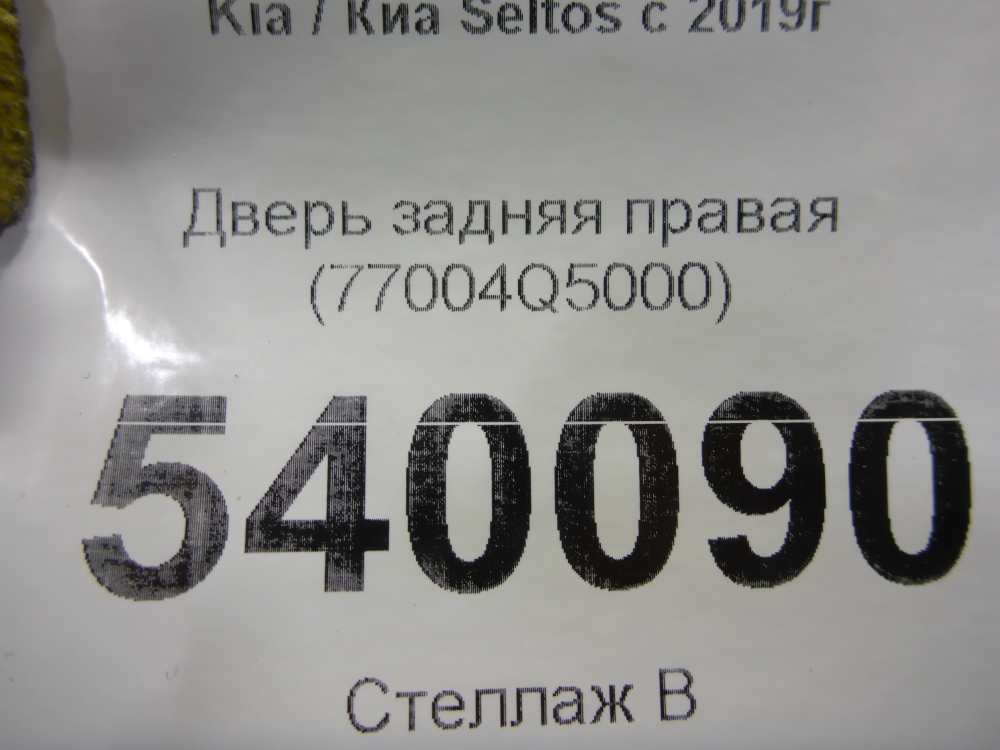 Kia / Киа Seltos с 2019г
Дверь задняя правая
(77004Q5000)
540090
Стеллаж В